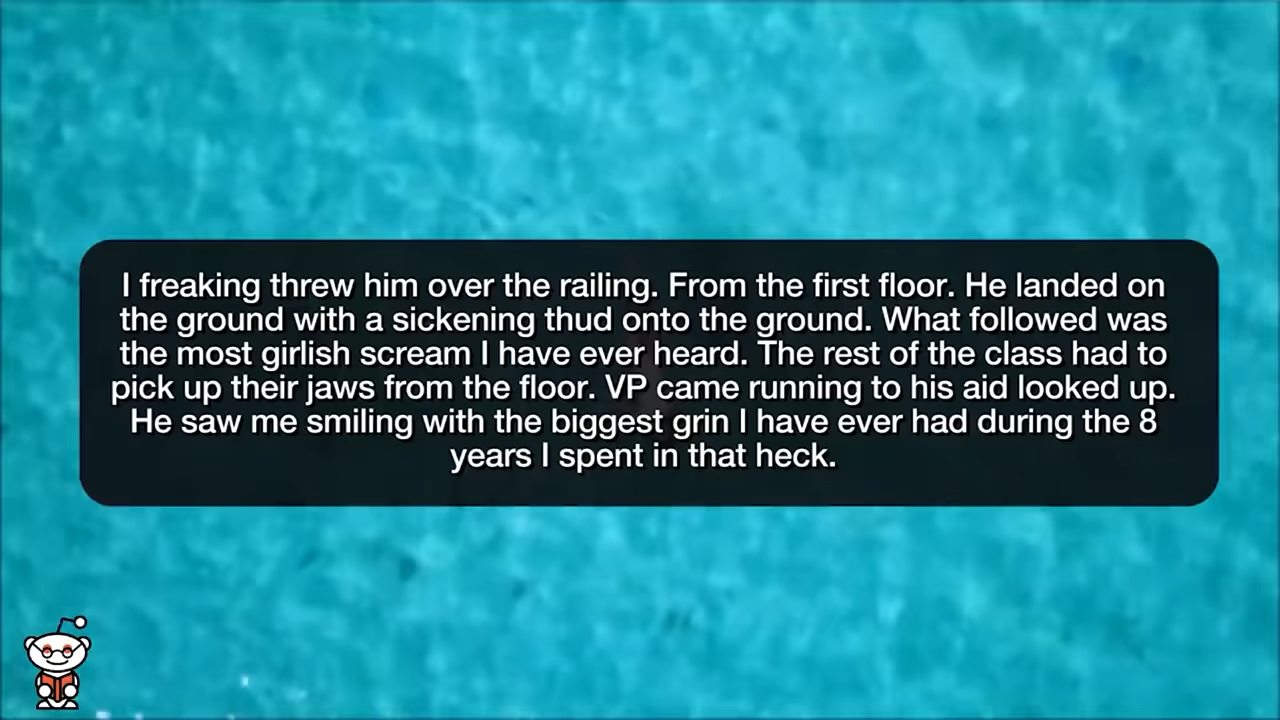 I freaking threw him over the railing. From the first floor. He landed on
the ground with a sickening thud onto the ground. What followed was
the most girlish scream I have ever heard. The rest of the class had to
pick up their jaws from the floor. VP came running to his aid looked up.
He saw me smiling with the biggest grin I have ever had during the 8
years I spent in that heck.